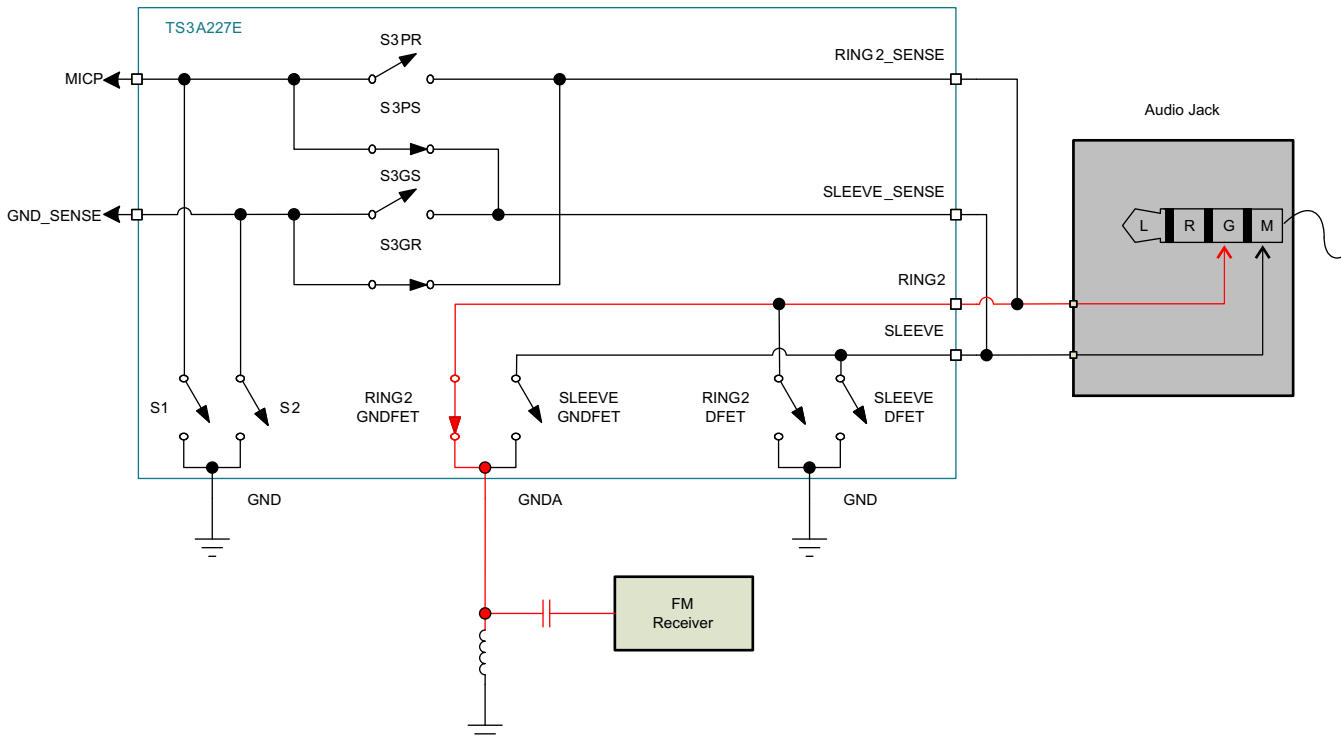 TS3A227E
S3PR
RING2_SENSE
MICP
S3PS
Audio Jack
S3GS
SLEEVE_SENSE
GND_SENSE
L R G M
S3GR
RING2
SLEEVE
S1
S2
RING2
GNDFET
SLEEVE
GNDFET
RING2
DFET
SLEEVE
DFET
GND
GNDA
GND
FM
Receiver